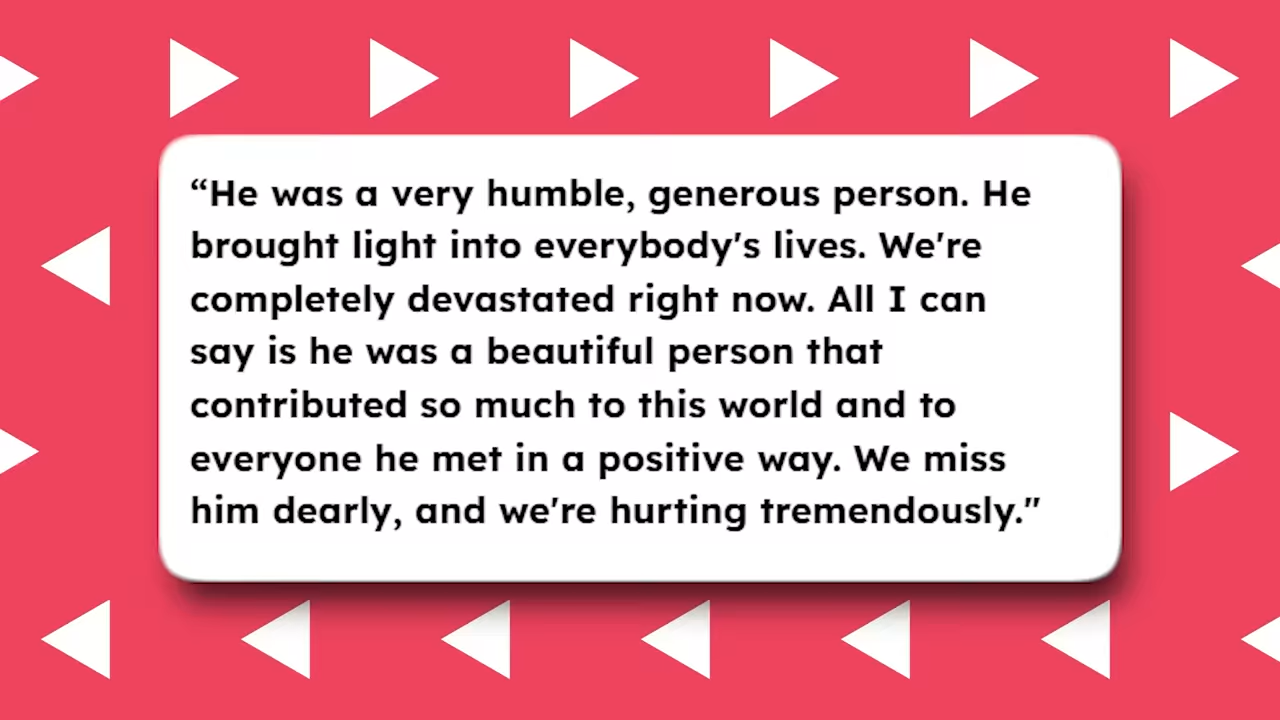 “He was a very humble, generous person. He
brought light into everybody's lives. We're
completely devastated right now. All I can
say is he was a beautiful person that
contributed so much to this world and to
everyone he met in a positive way. We miss
him dearly, and we're hurting tremendously."